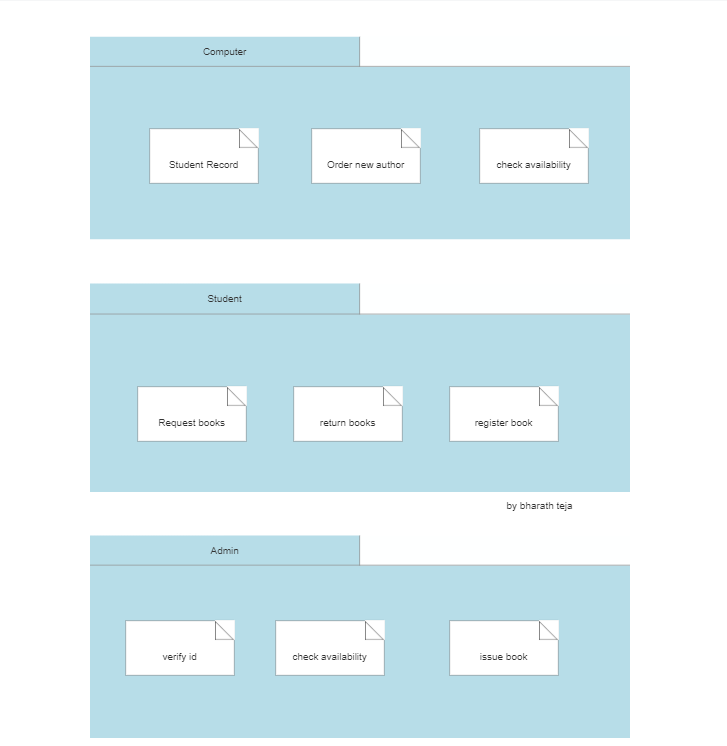 Computer
Student Record
Order new author
check availability
Student
Request books
return books
register book
by bharath teja
Admin
verify id
check availability
issue book